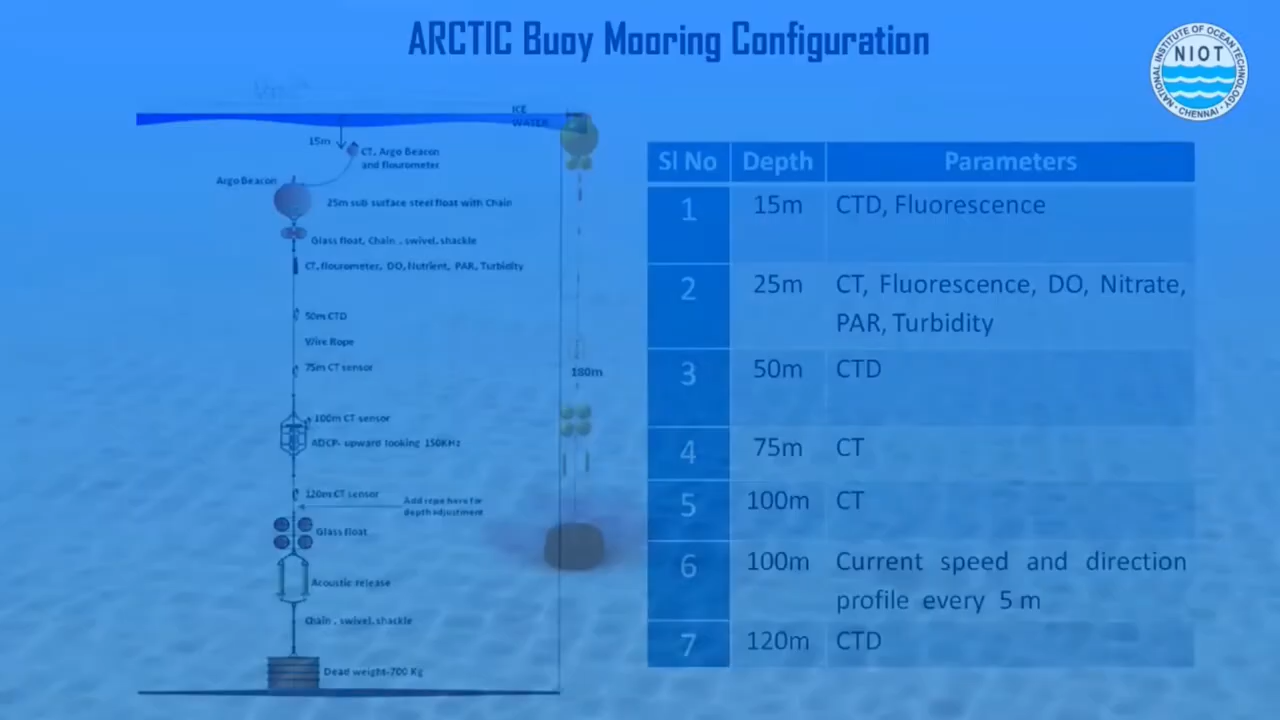 ARCTIC Buoy Mooring Configuration
NATIONAL INSTITUTE OF OCEAN TECHNOLOGY
NIOT
• CHENNAI •
ICE
WATER
15m
CT, Argo Beacon
and flourometer
Argo Beacon
25m sub surface steel float with Chain
Glass float, Chain , swivel, shackle
CT, flourometer, DO, Nutrient, PAR, Turbidity
50m CTD
Wire Rope
75m CT sensor
180m
100m CT sensor
ADCP- upward looking 150KHz
120m CT sensor
Add rope here for
depth adjustment
Glass float
Acoustic release
Chain , swivel, shackle
Dead weight-700 Kg
Sl No Depth Parameters
1 15m CTD, Fluorescence
2 25m CT, Fluorescence, DO, Nitrate,
PAR, Turbidity
3 50m CTD
4 75m CT
5 100m CT
6 100m Current speed and direction
profile every 5 m
7 120m CTD